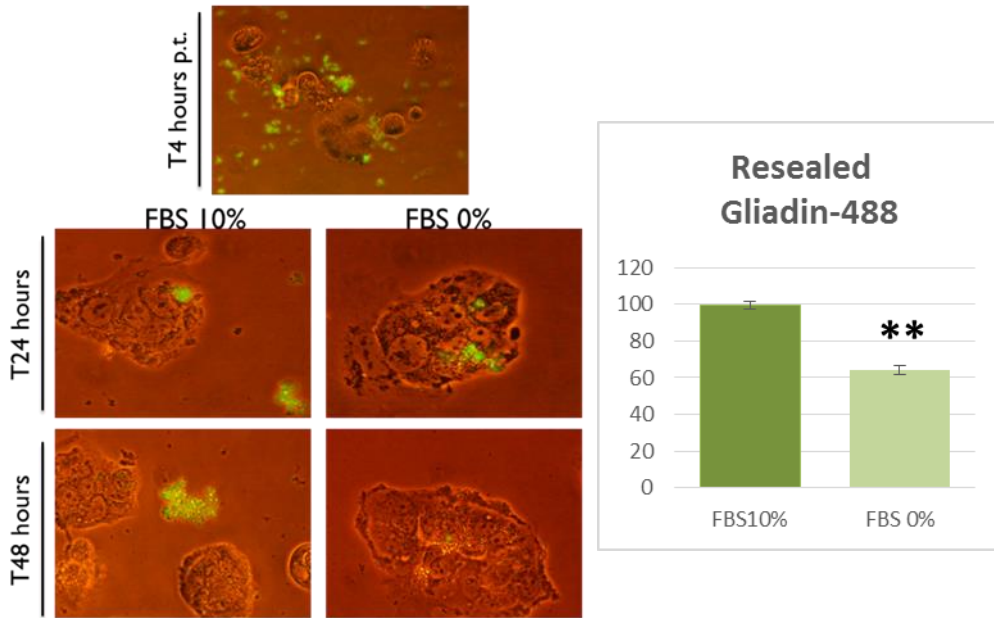 T4 hours p.t.
FBS 10%
FBS 0%
T24 hours
T48 hours
Resealed
Gliadin-488
120
100
80
60
40
20
0
**
FBS10%
FBS 0%